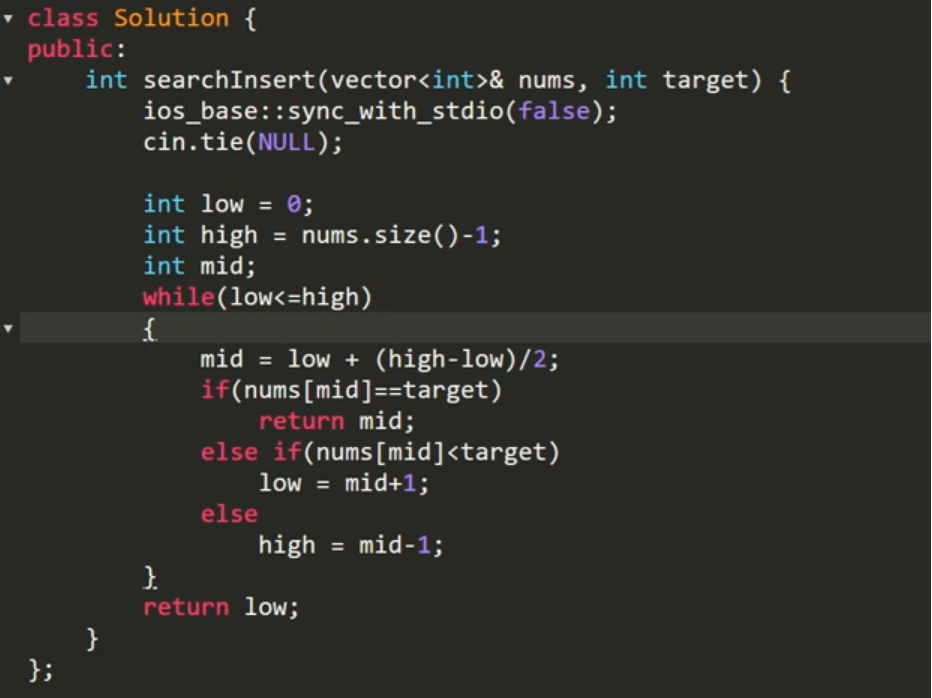 class Solution {
public:
    int searchInsert(vector<int>& nums, int target) {
        ios_base::sync_with_stdio(false);
        cin.tie(NULL);

        int low = 0;
        int high = nums.size()-1;
        int mid;
        while(low<=high)
        {
            mid = low + (high-low)/2;
            if(nums[mid]==target)
                return mid;
            else if(nums[mid]<target)
                low = mid+1;
            else
                high = mid-1;
        }
        return low;
    }
};